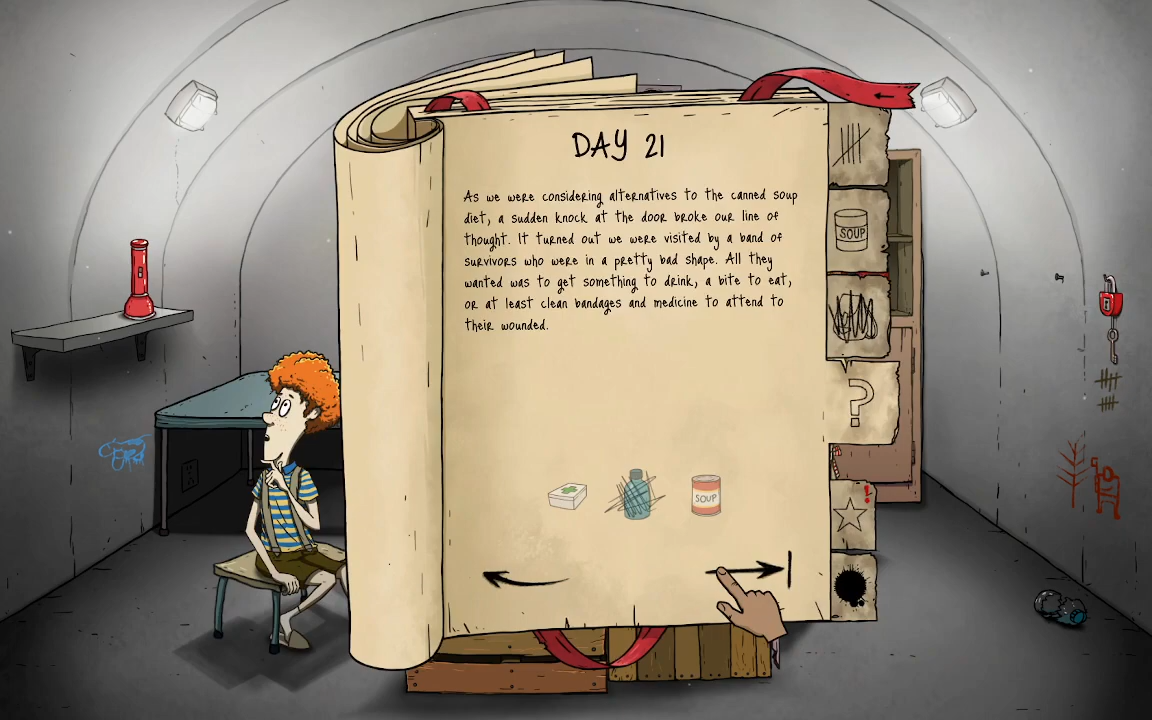 DAY 21
As we were considering alternatives to the canned soup
diet, a sudden knock at the door broke our line of
thought. It turned out we were visited by a band of
survivors who were in a pretty bad shape. All they
wanted was to get something to drink, a bite to eat,
or at least clean bandages and medicine to attend to
their wounded.
SOUP
SOUP
?
!